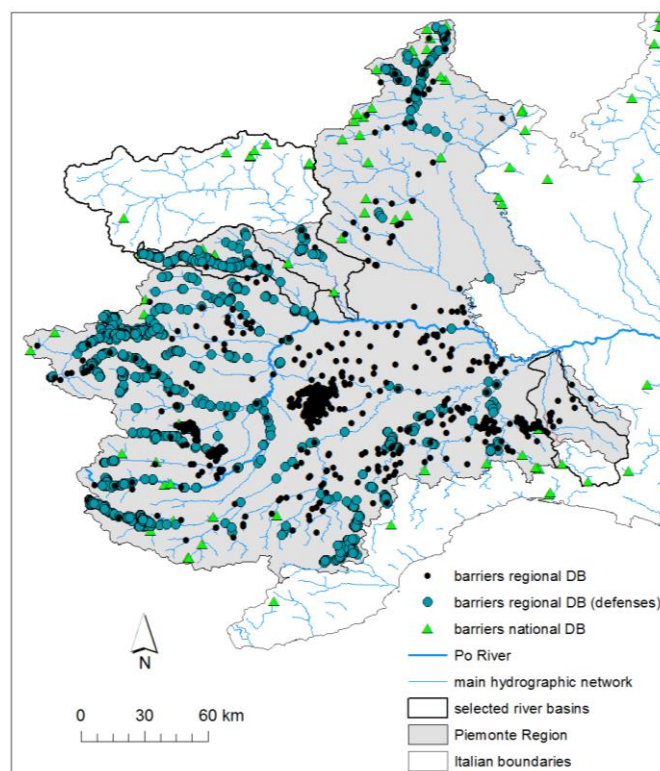 barriers regional DB
barriers regional DB (defenses)
barriers national DB
Po River
main hydrographic network
selected river basins
Piemonte Region
Italian boundaries
N
0 30 60 km